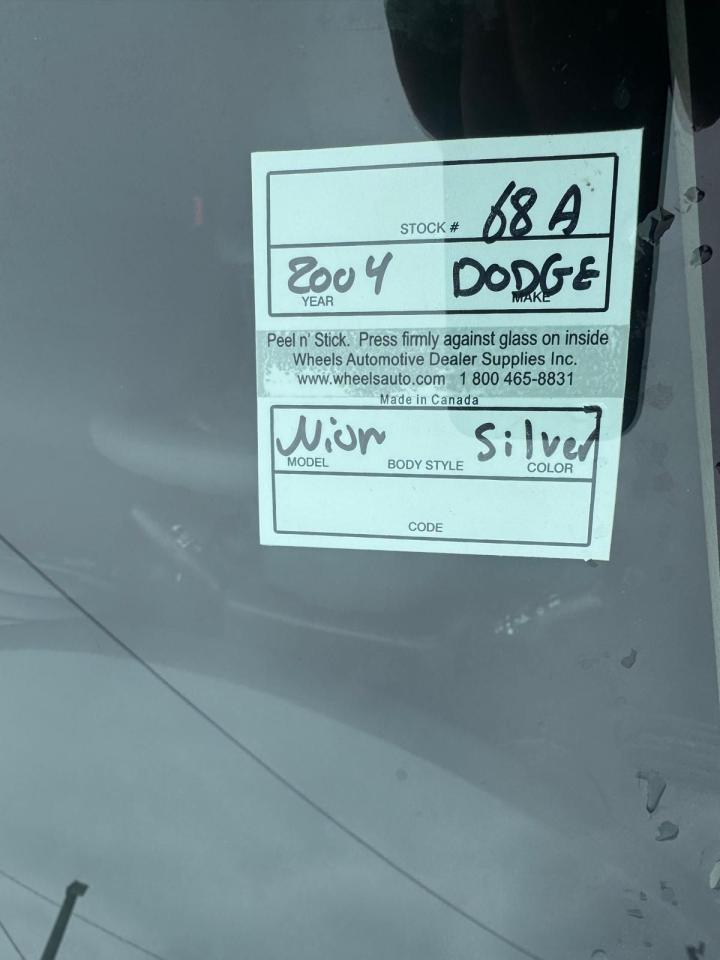 STOCK # 68A
2004 DODGE
YEAR MAKE
Peel n' Stick. Press firmly against glass on inside
Wheels Automotive Dealer Supplies Inc.
www.wheelsauto.com 1 800 465-8831
Made in Canada
Silver
MODEL BODY STYLE COLOR
CODE